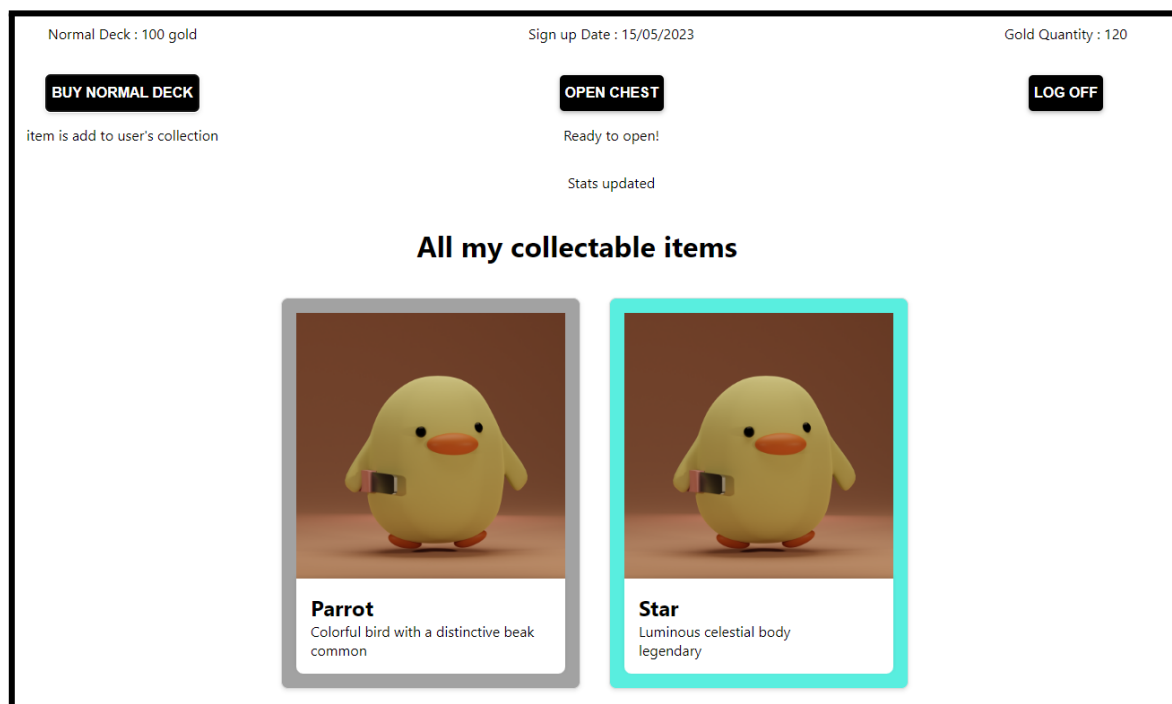 Normal Deck : 100 gold
Sign up Date : 15/05/2023
Gold Quantity : 120
BUY NORMAL DECK
OPEN CHEST
LOG OFF
item is add to user's collection
Ready to open!
Stats updated
All my collectable items
Parrot
Colorful bird with a distinctive beak
common
Star
Luminous celestial body
legendary